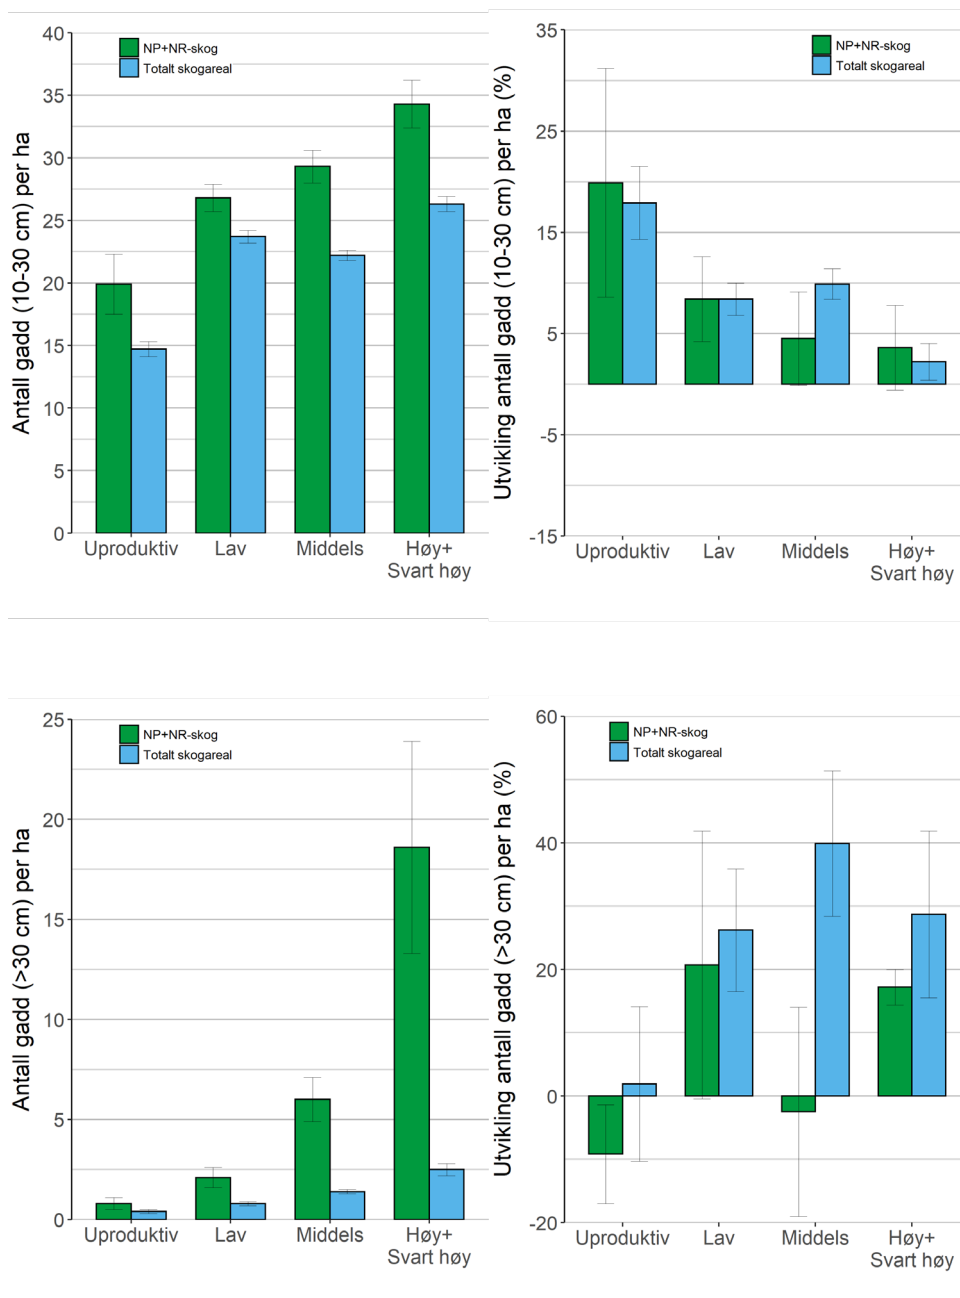 Antall gadd (10-30 cm) per ha
40
35
30
25
20
15
10
5
0
NP+NR-skog
Totalt skogareal
Uproduktiv
Lav
Middels
Høy+
Svart høy
Utvikling antall gadd (10-30 cm) per ha (%)
35
25
15
5
-5
-15
NP+NR-skog
Totalt skogareal
Uproduktiv
Lav
Middels
Høy+
Svart høy
Antall gadd (>30 cm) per ha
25
20
15
10
5
0
NP+NR-skog
Totalt skogareal
Uproduktiv
Lav
Middels
Høy+
Svart høy
Utvikling antall gadd (>30 cm) per ha (%)
60
40
20
0
-20
NP+NR-skog
Totalt skogareal
Uproduktiv
Lav
Middels
Høy+
Svart høy